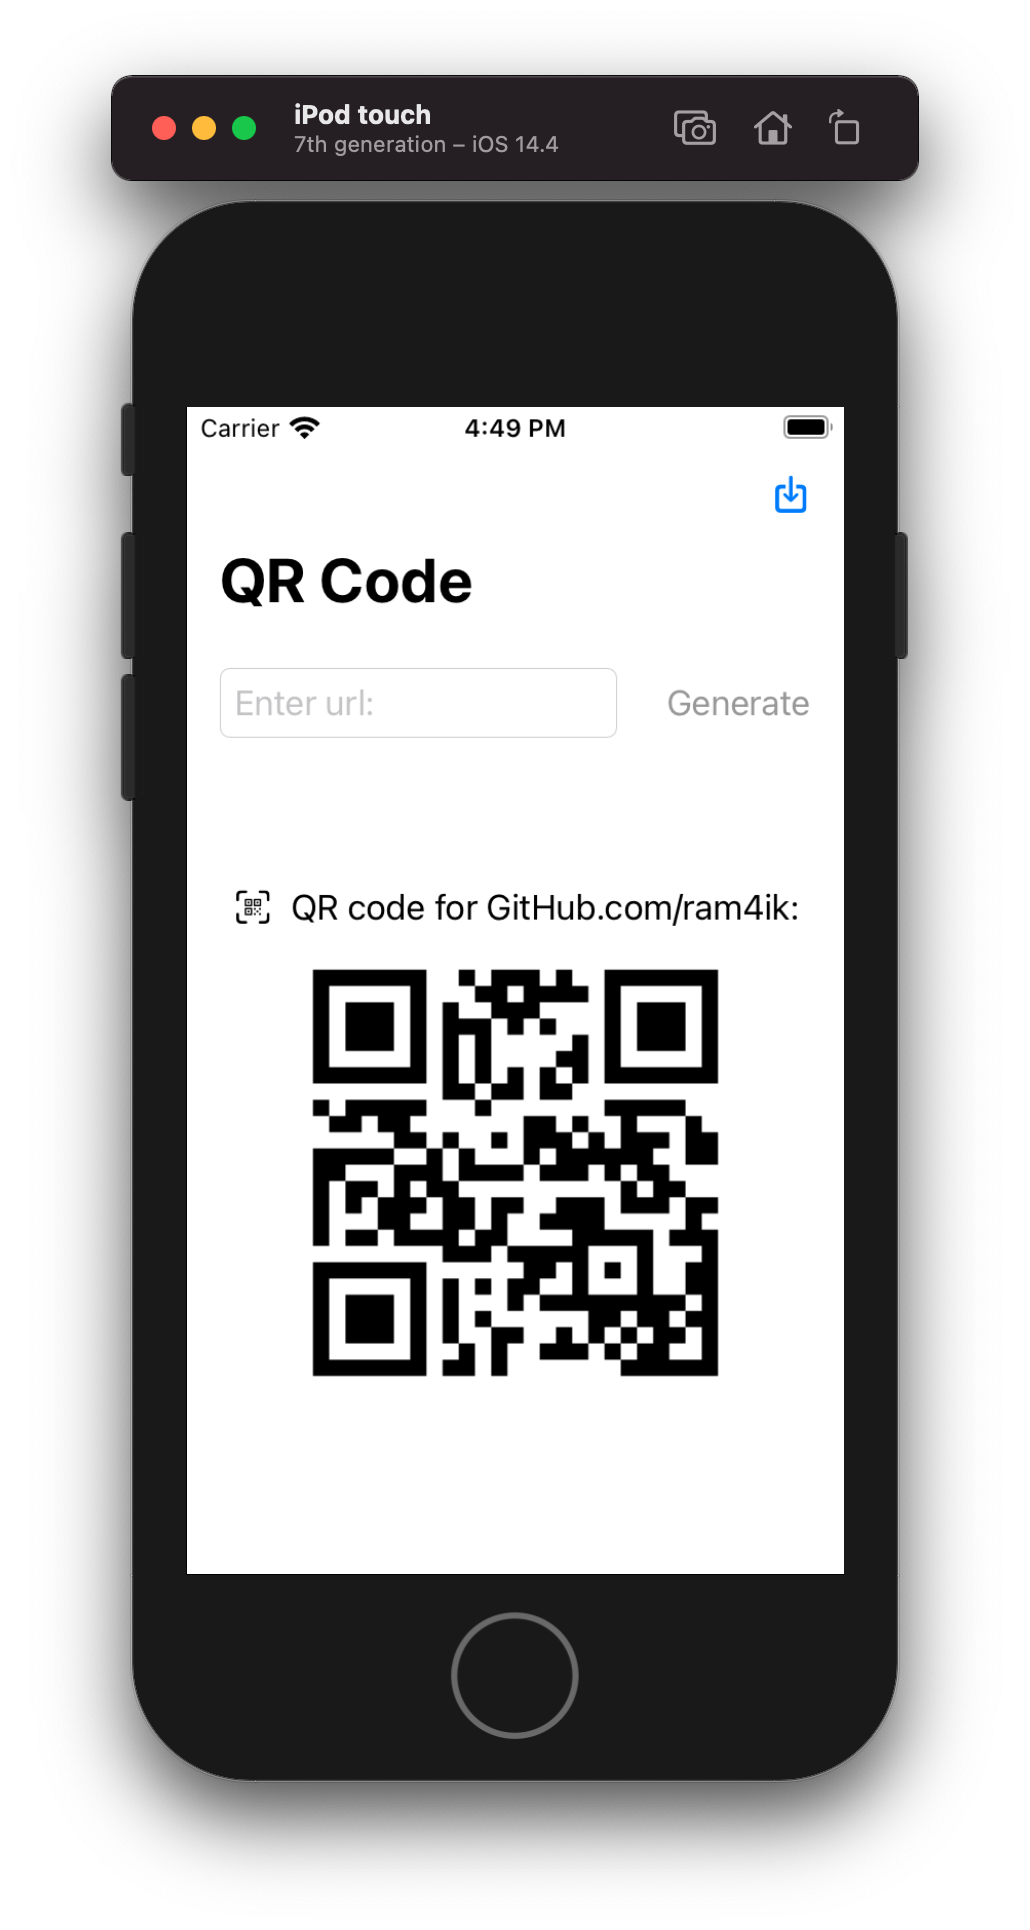 iPod touch
7th generation – iOS 14.4
Carrier 4:49 PM
QR Code
Enter url: Generate
QR code for GitHub.com/ram4ik: